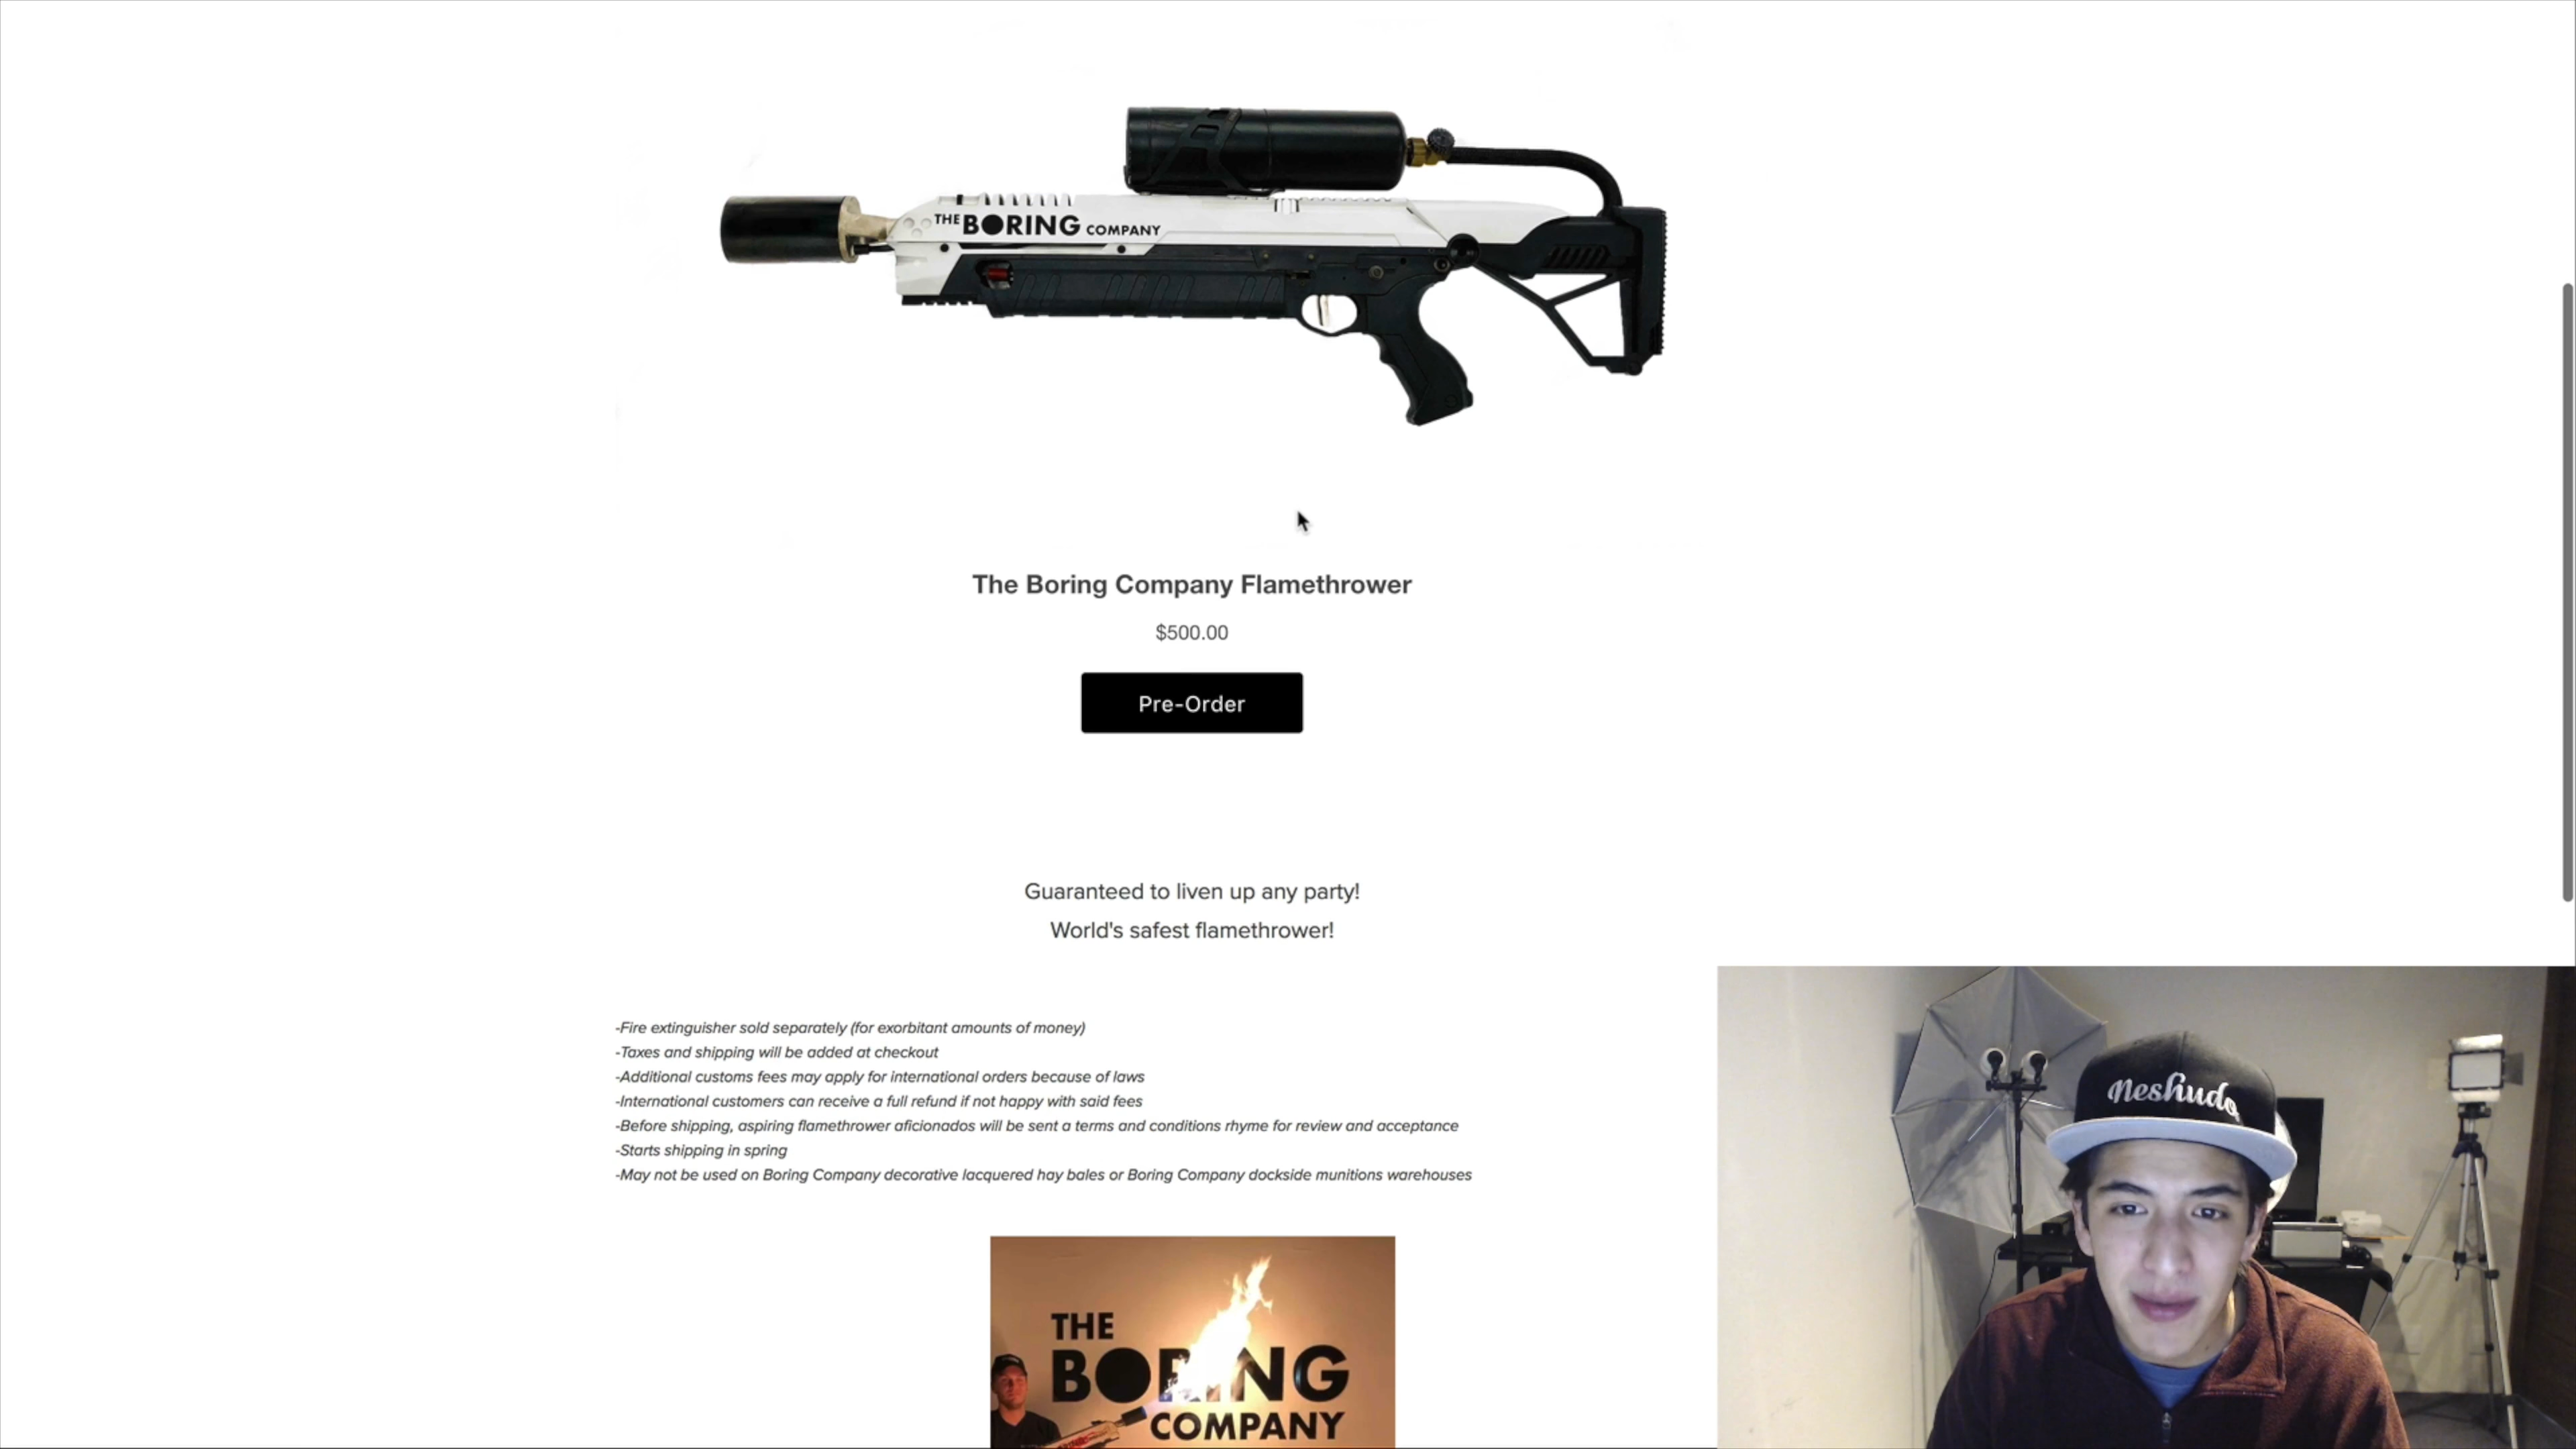 THE BORING COMPANY
The Boring Company Flamethrower
$500.00
Pre-Order
Guaranteed to liven up any party!
World's safest flamethrower!
-Fire extinguisher sold separately (for exorbitant amounts of money)
-Taxes and shipping will be added at checkout
-Additional customs fees may apply for international orders because of laws
-International customers can receive a full refund if not happy with said fees
-Before shipping, aspiring flamethrower aficionados will be sent a terms and conditions rhyme for review and acceptance
-Starts shipping in spring
-May not be used on Boring Company decorative lacquered hay bales or Boring Company dockside munitions warehouses
THE
BORING
COMPANY
neshudo